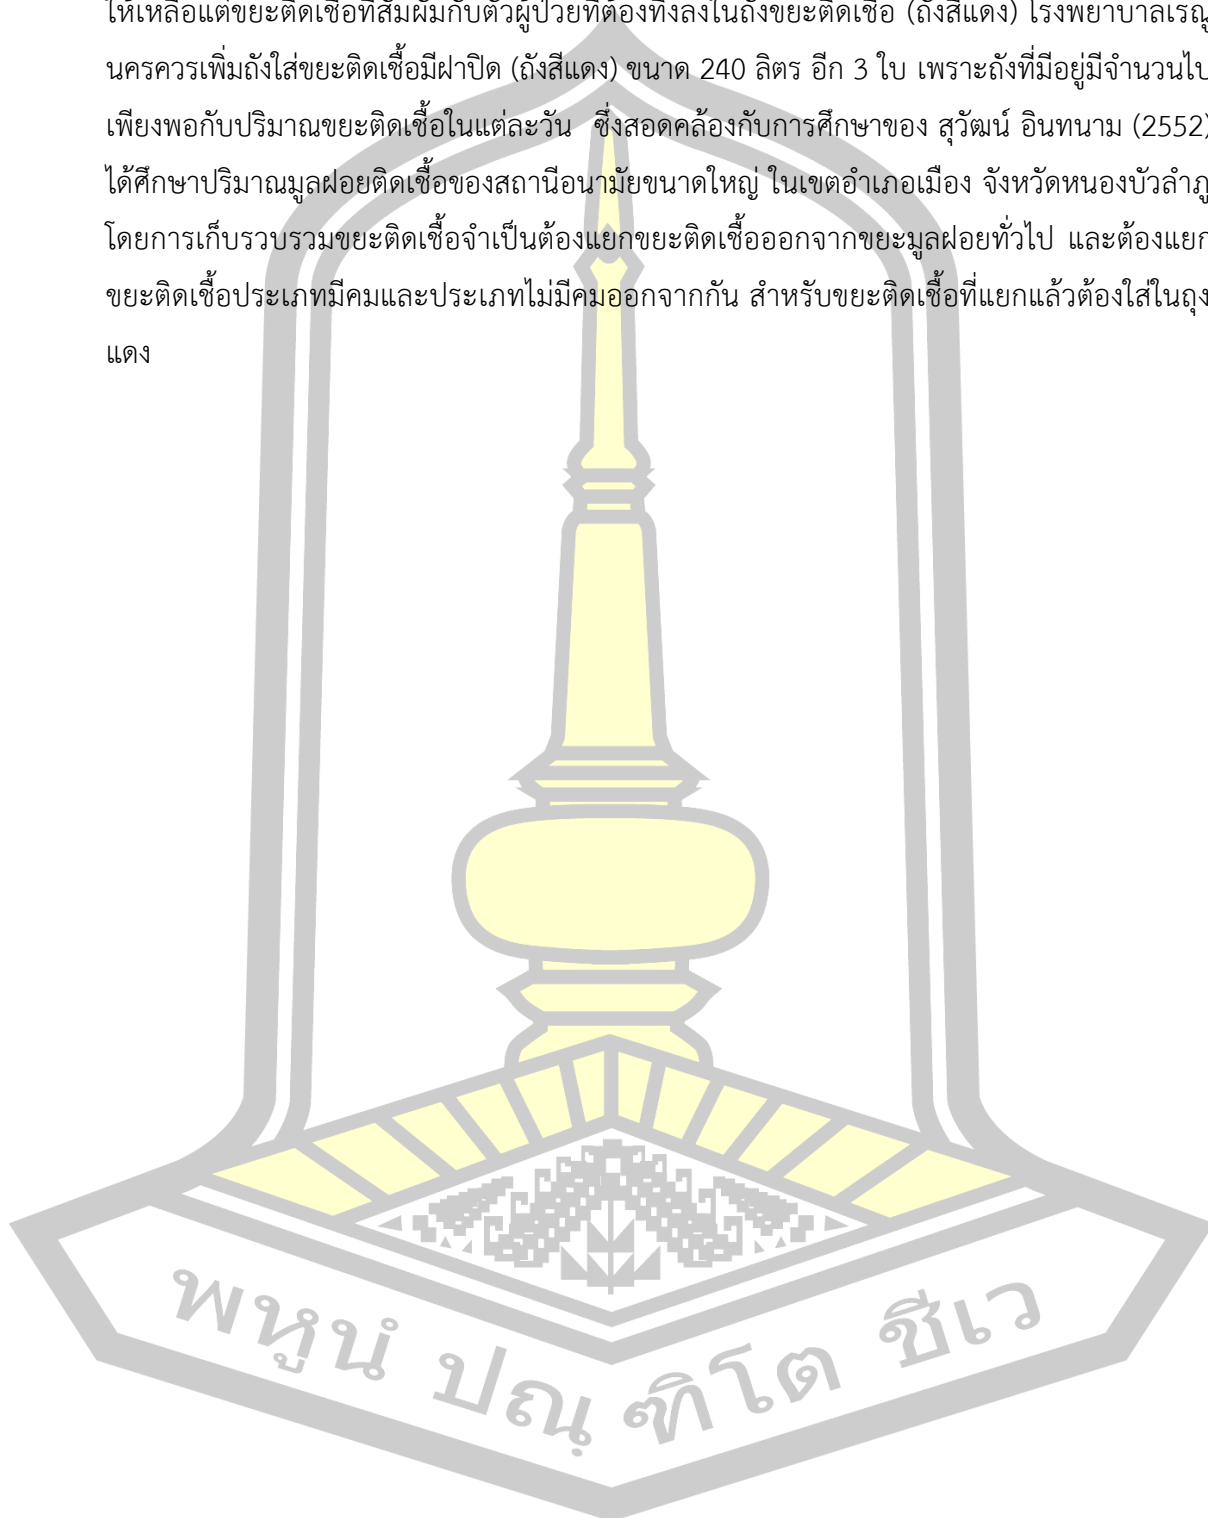 ให้เหลือแต่ขยะติดเชื้อที่สัมผัมกับตัวผู้ป่วยที่ต้องทิ้งลงในถังขยะติดเชื้อ (ถังสีแดง) โรงพยาบาลเรณู
นครควรเพิ่มถังใส่ขยะติดเชื้อมีฝาปิด (ถังสีแดง) ขนาด 240 ลิตร อีก 3 ใบ เพราะถังที่มีอยู่มีจำนวนไป
เพียงพอกับปริมาณขยะติดเชื้อในแต่ละวัน ซึ่งสอดคล้องกับการศึกษาของ สุวัฒน์ อินทนาม (2552)
ได้ศึกษาปริมาณมูลฝอยติดเชื้อของสถานีอนามัยขนาดใหญ่ ในเขตอำเภอเมือง จังหวัดหนองบัวลำภู
โดยการเก็บรวบรวมขยะติดเชื้อจำเป็นต้องแยกขยะติดเชื้อออกจากขยะมูลฝอยทั่วไป และต้องแยก
ขยะติดเชื้อประเภทมีคมและประเภทไม่มีคมออกจากกัน สำหรับขยะติดเชื้อที่แยกแล้วต้องใส่ในถุง
แดง
พหูนํ ปณฺฑิโต ชีเว